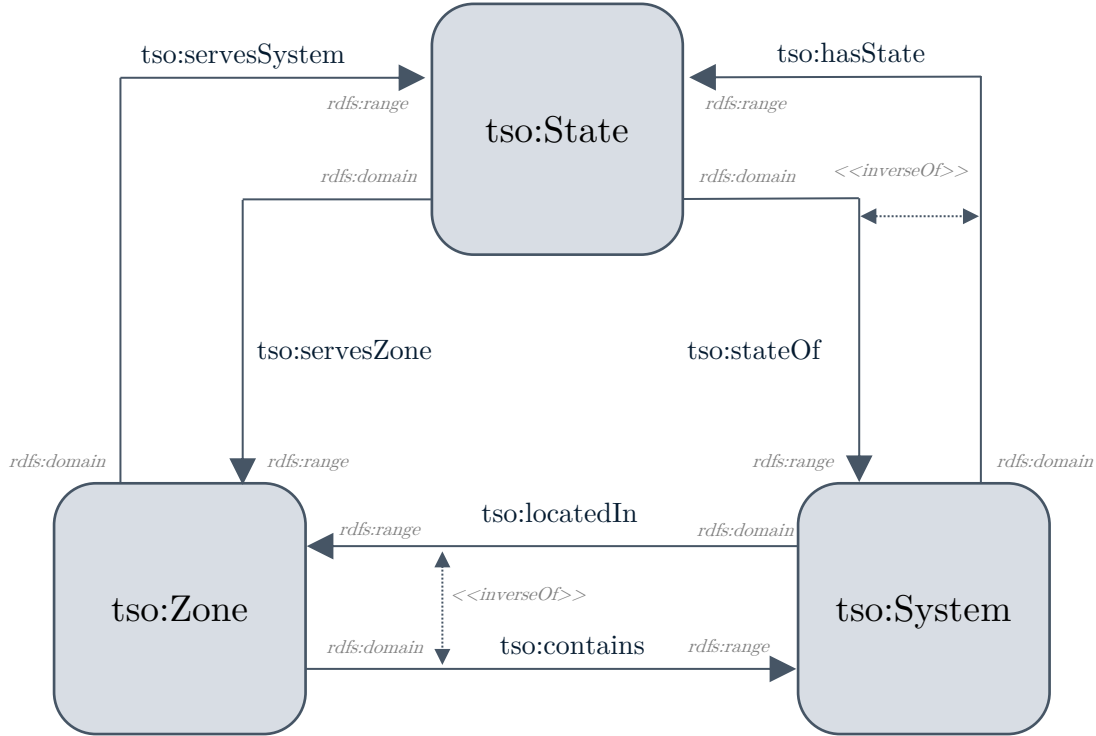 tso:servesSystem
tso:hasState
rdfs:range
rdfs:range
tso:State
rdfs:domain
rdfs:domain
<<inverseOf>>
tso:servesZone
tso:stateOf
rdfs:domain
rdfs:range
rdfs:range
rdfs:domain
tso:locatedIn
rdfs:range
rdfs:domain
<<inverseOf>>
tso:Zone
tso:System
rdfs:domain
tso:contains
rdfs:range